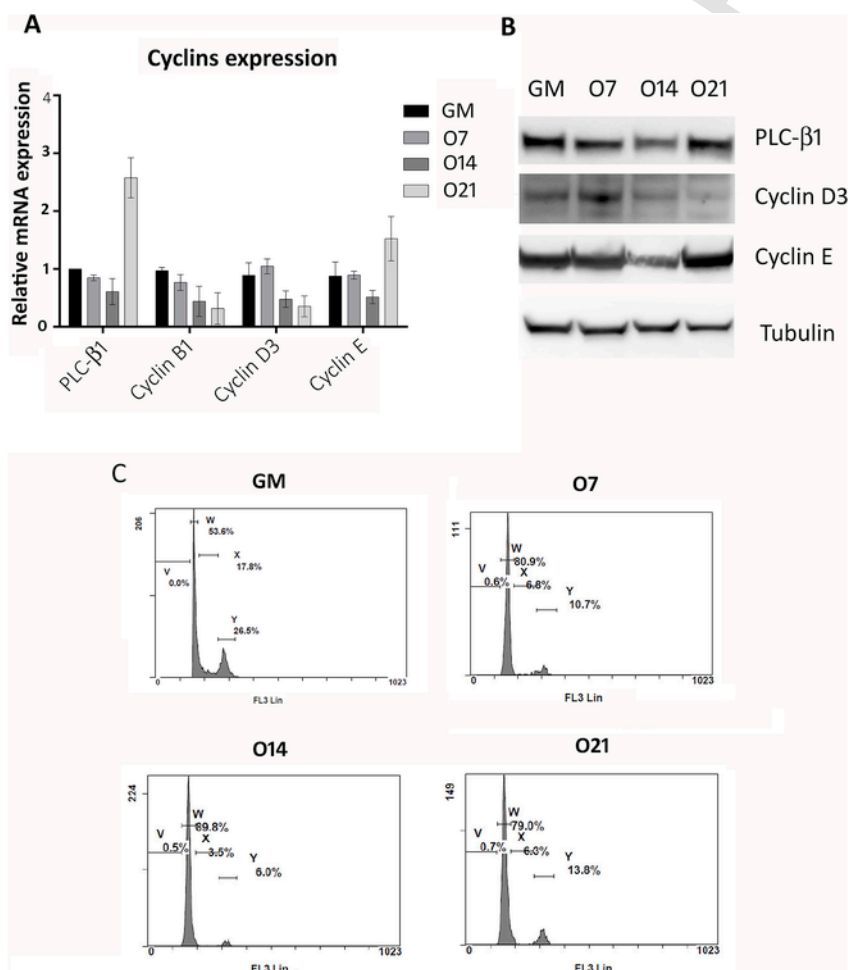 A
Cyclins expression
Relative mRNA expression
4
3
2
1
0
PLC-β1
Cyclin B1
Cyclin D3
Cyclin E
GM
O7
O14
O21
B
GM O7 O14 O21
PLC-β1
Cyclin D3
Cyclin E
Tubulin
C
GM
206
W
53.6%
X
17.8%
V
0.0%
Y
26.5%
0 1023
FL3 Lin
O7
111
W
80.9%
V
0.6%
X
6.8%
Y
10.7%
0 1023
FL3 Lin
O14
224
W
89.8%
V
0.5%
X
3.5%
Y
6.0%
0 1023
FL3 Lin
O21
149
W
79.0%
V
0.7%
X
6.3%
Y
13.8%
0 1023
FL3 Lin